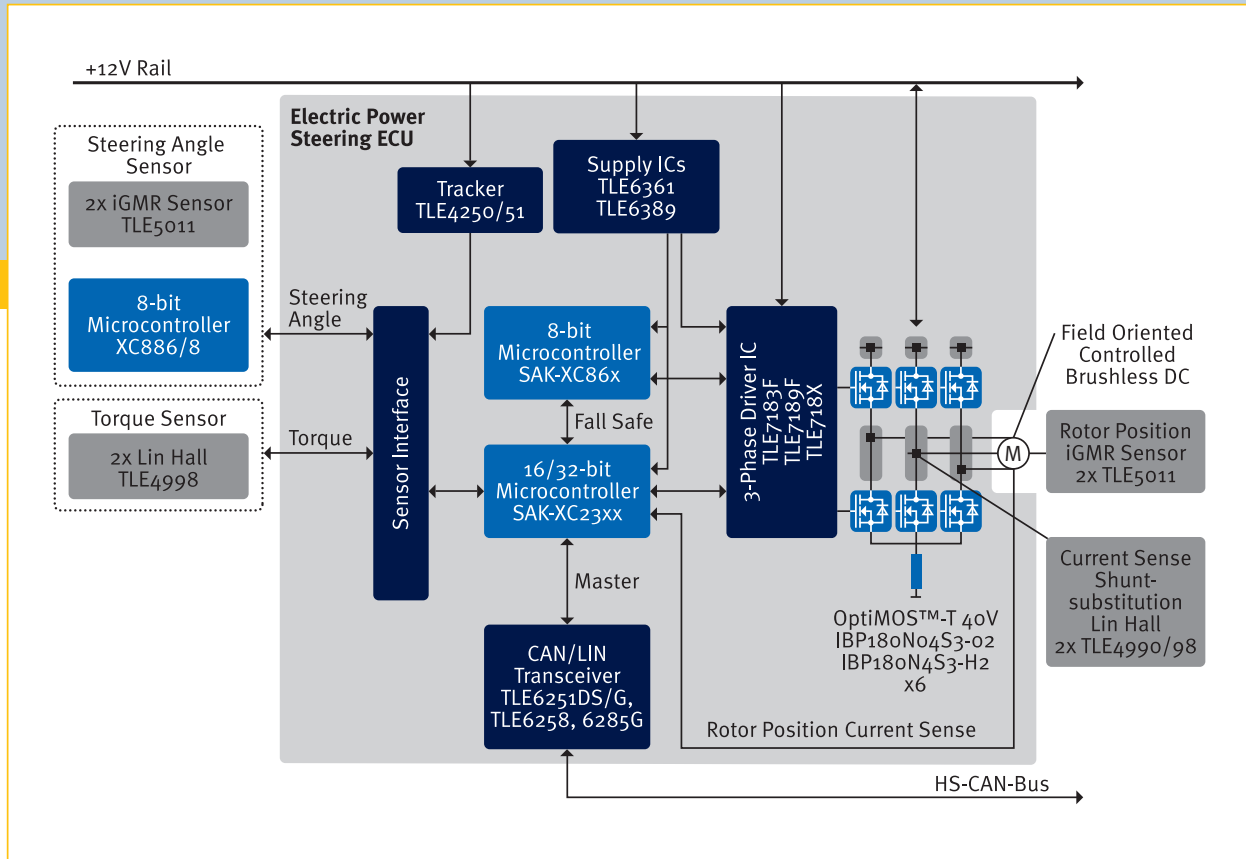 +12V Rail
Electric Power
Steering ECU
Steering Angle
Sensor
2x iGMR Sensor
TLE5011
8-bit
Microcontroller
XC886/8
Steering
Angle
Torque Sensor
2x Lin Hall
TLE4998
Torque
Tracker
TLE4250/51
Supply ICs
TLE6361
TLE6389
Sensor Interface
8-bit
Microcontroller
SAK-XC86x
Fall Safe
16/32-bit
Microcontroller
SAK-XC23xx
Master
CAN/LIN
Transceiver
TLE6251DS/G,
TLE6258, 6285G
3-Phase Driver IC
TLE7183F
TLE7189F
TLE718X
Field Oriented
Controlled
Brushless DC
M
Rotor Position
iGMR Sensor
2x TLE5011
Current Sense
Shunt-
substitution
Lin Hall
2x TLE4990/98
OptiMOS™-T 40V
IBP180N04S3-02
IBP180N4S3-H2
x6
Rotor Position Current Sense
HS-CAN-Bus